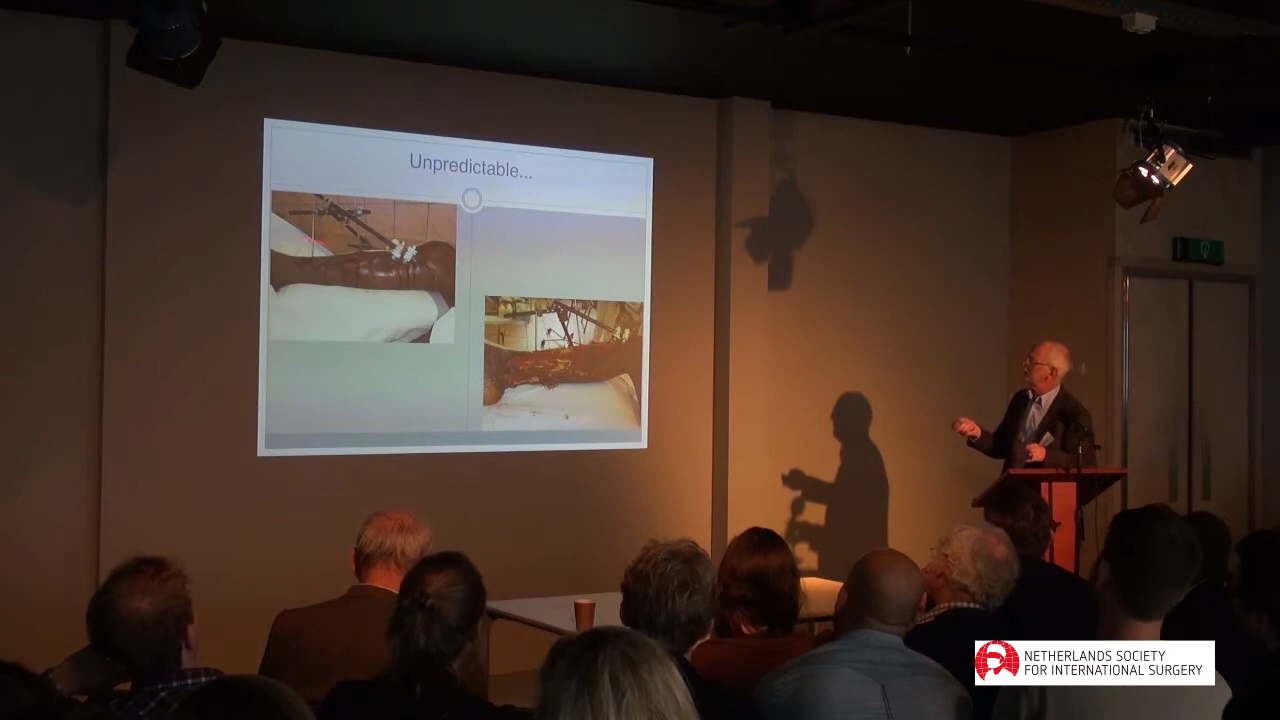 Unpredictable...
NETHERLANDS SOCIETY
FOR INTERNATIONAL SURGERY